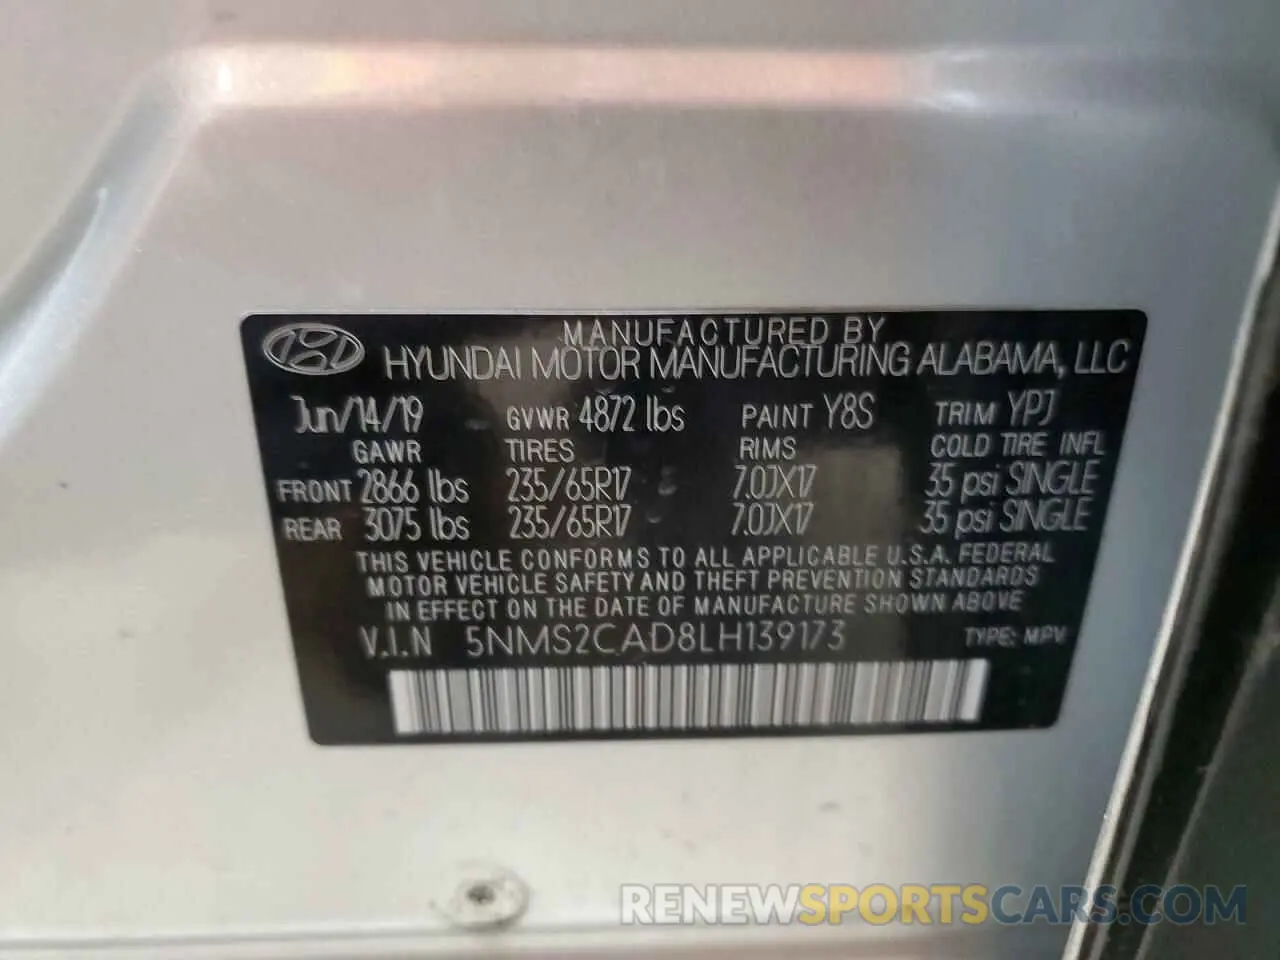 MANUFACTURED BY
HYUNDAI MOTOR MANUFACTURING ALABAMA, LLC
Jun/14/19 GVWR 4872 lbs PAINT Y8S TRIM YPJ
GAWR TIRES RIMS COLD TIRE INFL
FRONT 2866 lbs 235/65R17 7.0JX17 35 psi SINGLE
REAR 3075 lbs 235/65R17 7.0JX17 35 psi SINGLE
THIS VEHICLE CONFORMS TO ALL APPLICABLE U.S.A. FEDERAL
MOTOR VEHICLE SAFETY AND THEFT PREVENTION STANDARDS
IN EFFECT ON THE DATE OF MANUFACTURE SHOWN ABOVE
V.I.N 5NMS2CAD8LH139173 TYPE: MPV
RENEWSPORTSCARS.COM